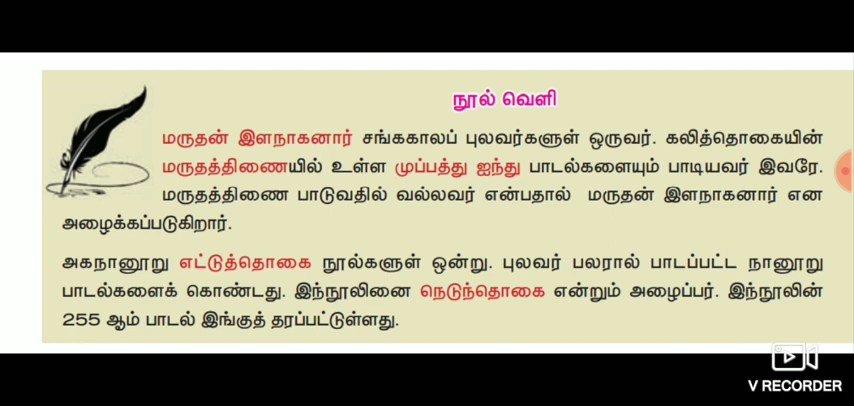 நூல் வெளி
மருதன் இளநாகனார் சங்ககாலப் புலவர்களுள் ஒருவர். கலித்தொகையின்
மருதத்திணையில் உள்ள முப்பத்து ஐந்து பாடல்களையும் பாடியவர் இவரே.
மருதத்திணை பாடுவதில் வல்லவர் என்பதால் மருதன் இளநாகனார் என
அழைக்கப்படுகிறார்.
அகநானூறு எட்டுத்தொகை நூல்களுள் ஒன்று. புலவர் பலரால் பாடப்பட்ட நானூறு
பாடல்களைக் கொண்டது. இந்நூலினை நெடுந்தொகை என்றும் அழைப்பர். இந்நூலின்
255 ஆம் பாடல் இங்குத் தரப்பட்டுள்ளது.
V RECORDER